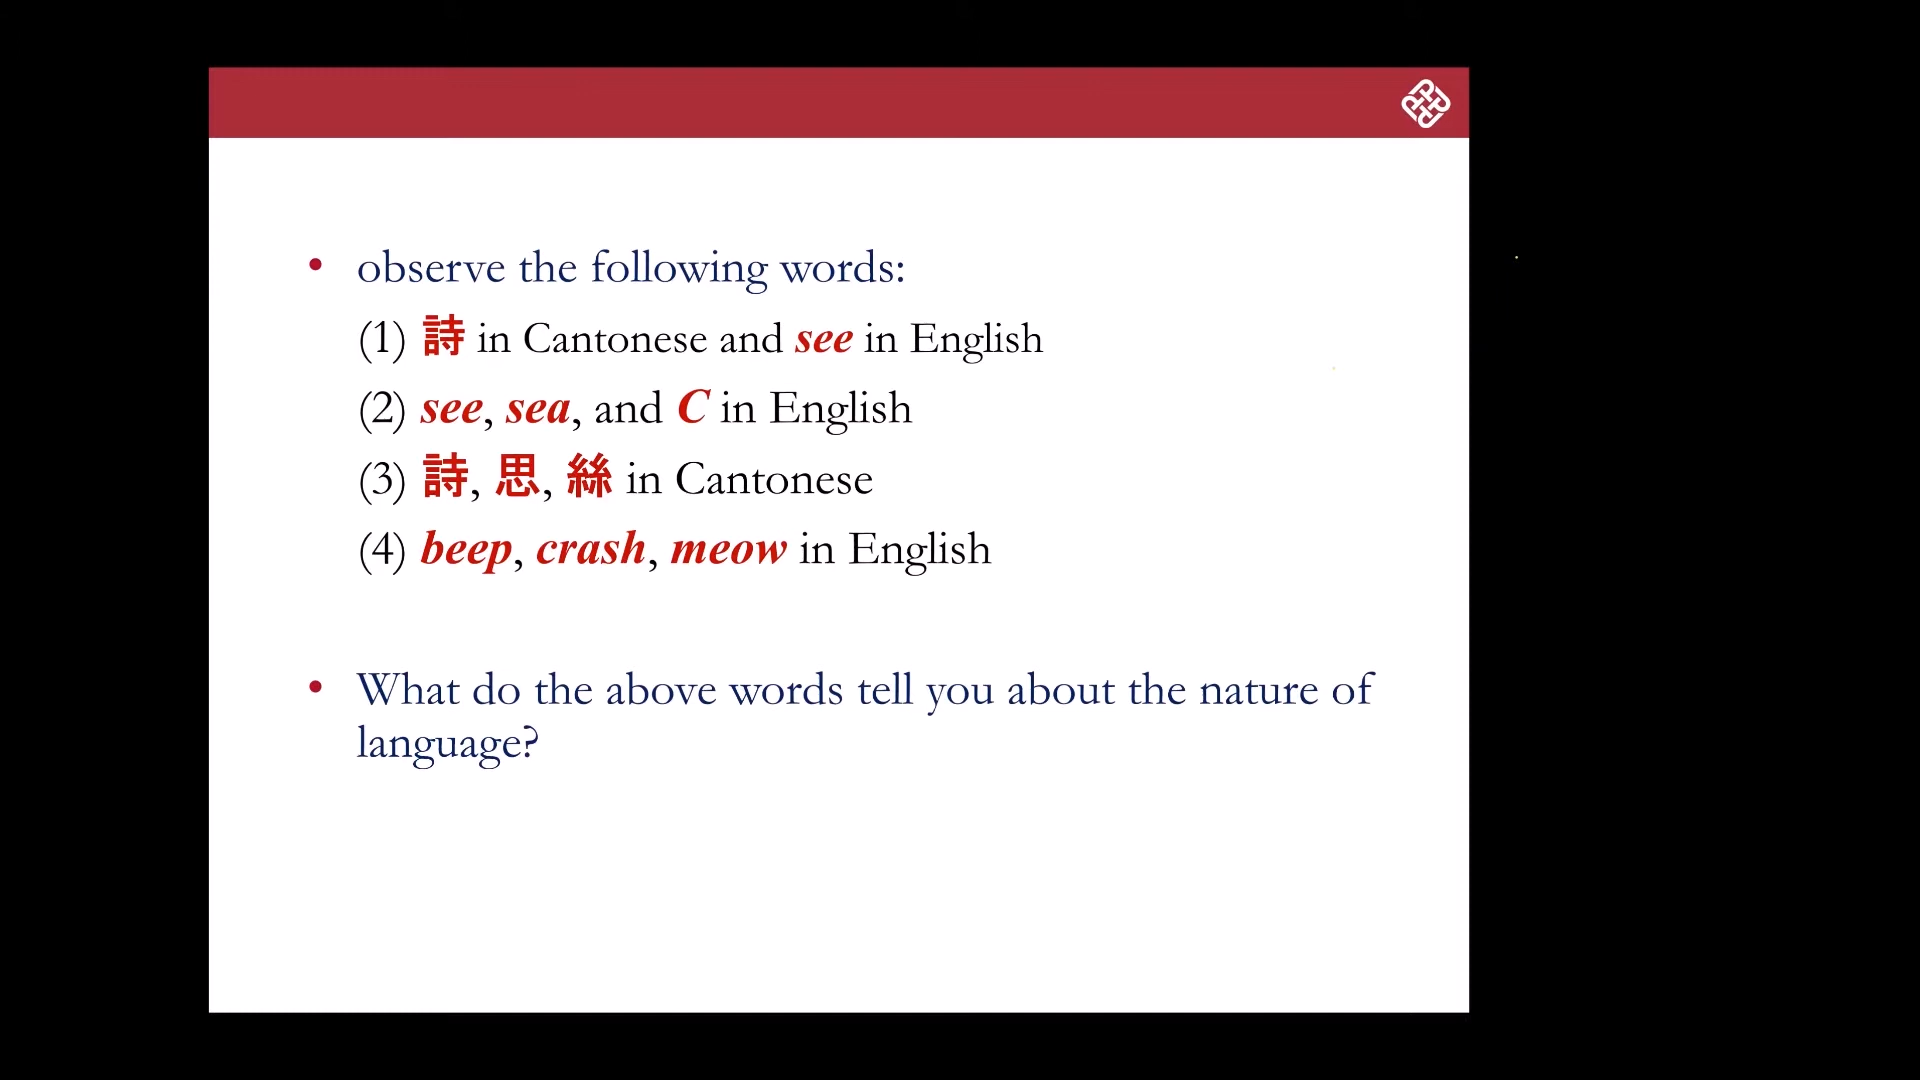 • observe the following words:
(1) 詩 in Cantonese and see in English
(2) see, sea, and C in English
(3) 詩, 思, 絲 in Cantonese
(4) beep, crash, meow in English
• What do the above words tell you about the nature of
language?